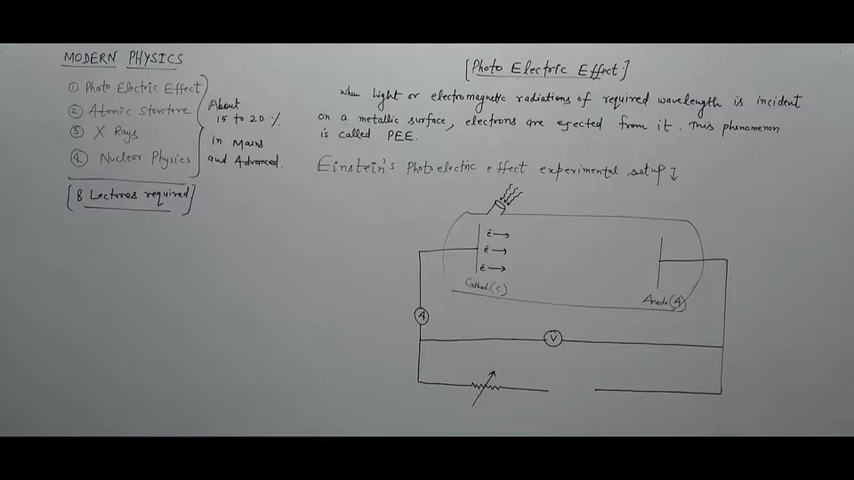 MODERN PHYSICS
① Photo Electric Effect
② Atomic Structure
③ X Rays
④ Nuclear Physics
About
15 to 20 %
in Mains
and Advanced.
[8 Lectures required]
[Photo Electric Effect]
when Light or electromagnetic radiations of required wavelength is incident
on a metallic surface, electrons are ejected from it. This phenomenon
is called PEE.
Einstein's Photoelectric effect experimental setup ↓
e⁻ →
e⁻ →
e⁻ →
Cathode (C)
Anode (A)
A
V